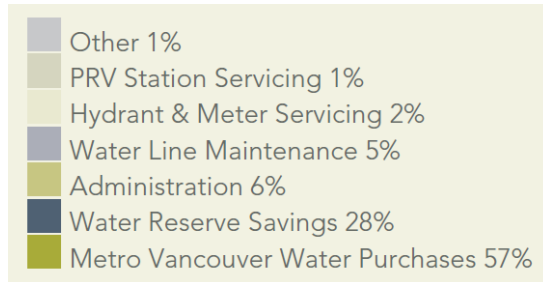 Other 1%
PRV Station Servicing 1%
Hydrant & Meter Servicing 2%
Water Line Maintenance 5%
Administration 6%
Water Reserve Savings 28%
Metro Vancouver Water Purchases 57%